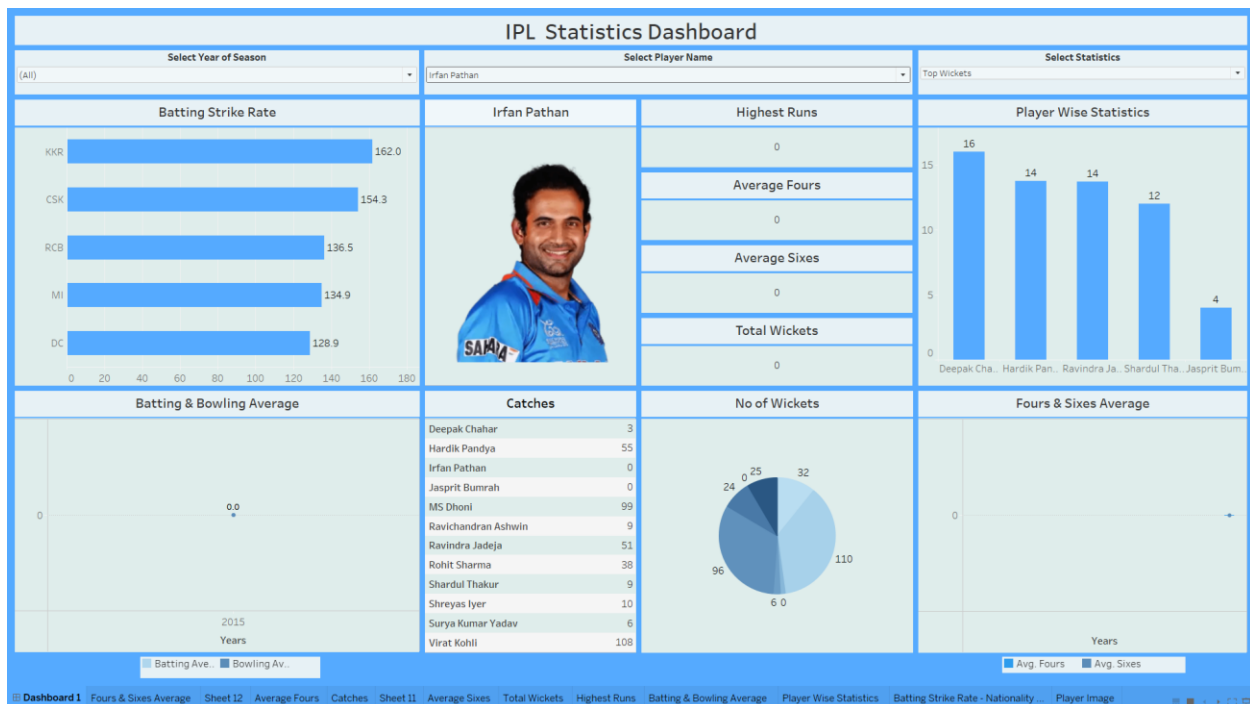 IPL Statistics Dashboard
Select Year of Season
(All)
Select Player Name
Irfan Pathan
Select Statistics
Top Wickets
Batting Strike Rate
KKR 162.0
CSK 154.3
RCB 136.5
MI 134.9
DC 128.9
0 20 40 60 80 100 120 140 160 180
Irfan Pathan
SAHARA
Highest Runs
0
Average Fours
0
Average Sixes
0
Total Wickets
0
Player Wise Statistics
16
14
14
12
4
15
10
5
0
Deepak Cha.. Hardik Pan.. Ravindra Ja.. Shardul Tha.. Jasprit Bum..
Batting & Bowling Average
0.0
0
2015
Years
Batting Ave.. Bowling Av..
Catches
Deepak Chahar 3
Hardik Pandya 55
Irfan Pathan 0
Jasprit Bumrah 0
MS Dhoni 99
Ravichandran Ashwin 9
Ravindra Jadeja 51
Rohit Sharma 38
Shardul Thakur 9
Shreyas Iyer 10
Surya Kumar Yadav 6
Virat Kohli 108
No of Wickets
0 25 32
24
110
96
6 0
Fours & Sixes Average
0
Years
Avg. Fours Avg. Sixes
Dashboard 1 Fours & Sixes Average Sheet 12 Average Fours Catches Sheet 11 Average Sixes Total Wickets Highest Runs Batting & Bowling Average Player Wise Statistics Batting Strike Rate - Nationality ... Player Image